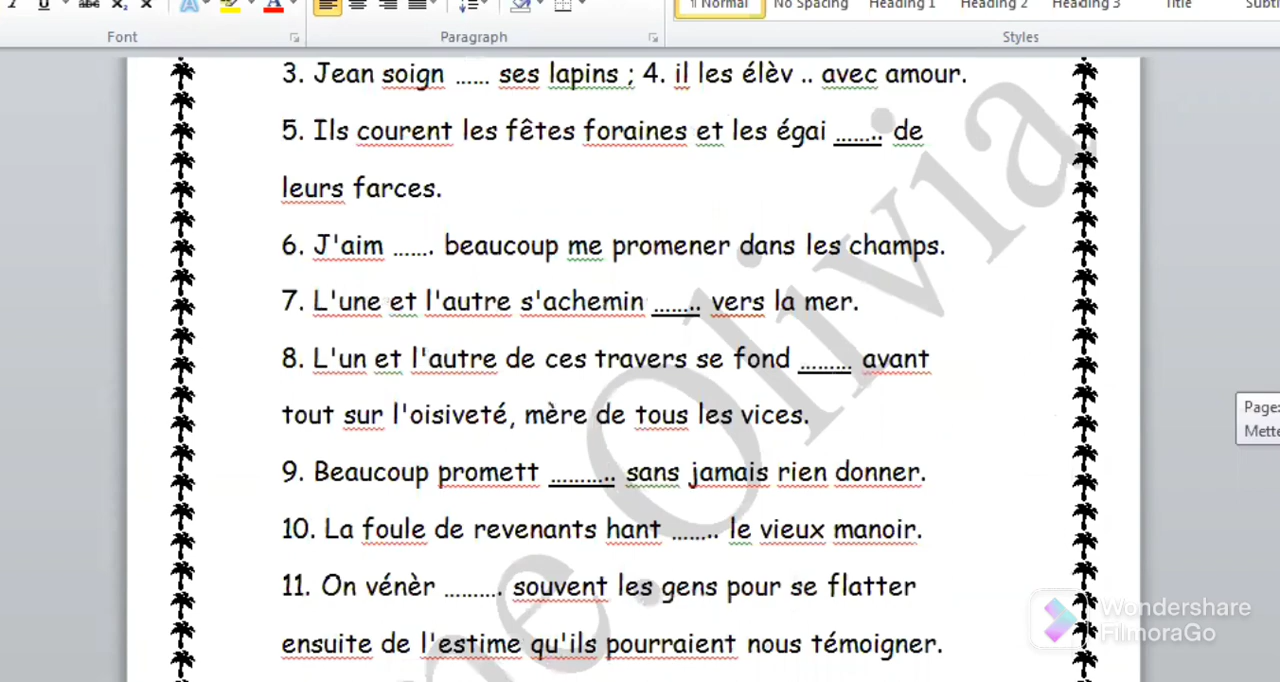 Font
Paragraph
Styles
Normal
No Spacing
Heading 1
Heading 2
Heading 3
Title
3. Jean soign ...... ses lapins ; 4. il les élèv .. avec amour.
5. Ils courent les fêtes foraines et les égai ........ de
leurs farces.
6. J'aim ....... beaucoup me promener dans les champs.
7. L'une et l'autre s'achemin ........ vers la mer.
8. L'un et l'autre de ces travers se fond ......... avant
tout sur l'oisiveté, mère de tous les vices.
9. Beaucoup promett ........... sans jamais rien donner.
10. La foule de revenants hant ........ le vieux manoir.
11. On vénèr .......... souvent les gens pour se flatter
ensuite de l'estime qu'ils pourraient nous témoigner.
Page:
Mette
Wondershare
FilmoraGo
Olivia